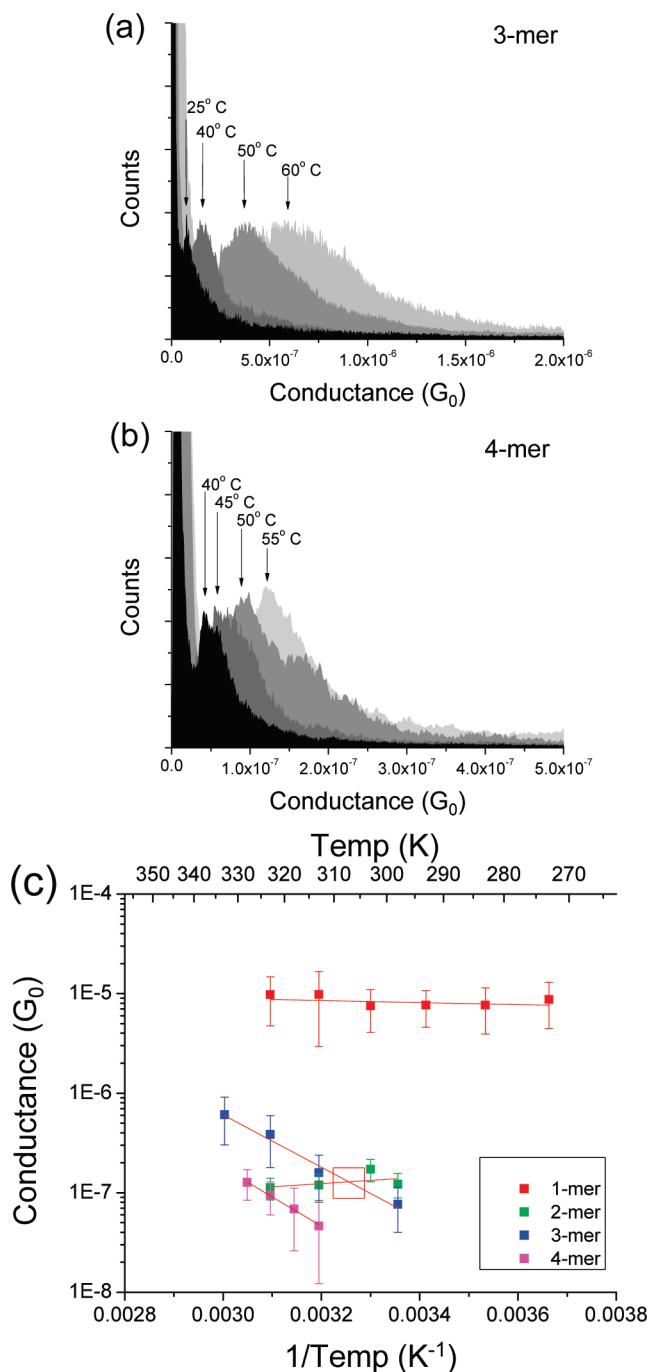 (a)
3-mer
25° C
40° C
50° C
60° C
Counts
0.0 5.0x10⁻⁷ 1.0x10⁻⁶ 1.5x10⁻⁶ 2.0x10⁻⁶
Conductance (G₀)
(b)
4-mer
40° C
45° C
50° C
55° C
Counts
0.0 1.0x10⁻⁷ 2.0x10⁻⁷ 3.0x10⁻⁷ 4.0x10⁻⁷ 5.0x10⁻⁷
Conductance (G₀)
(c)
Temp (K)
350 340 330 320 310 300 290 280 270
1E-4
1E-5
1E-6
1E-7
1E-8
Conductance (G₀)
1-mer
2-mer
3-mer
4-mer
0.0028 0.0030 0.0032 0.0034 0.0036 0.0038
1/Temp (K⁻¹)